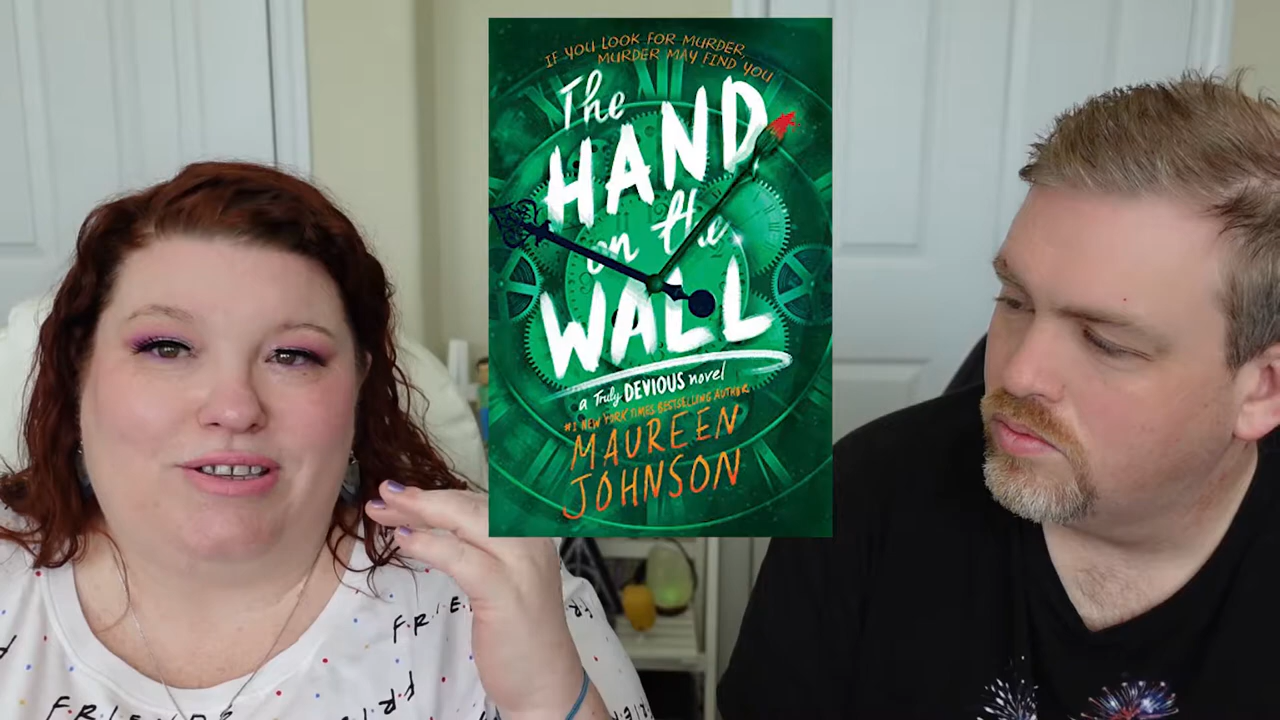 IF YOU LOOK FOR MURDER,
MURDER MAY FIND YOU
The
HAND
on the
WALL
a Truly DEVIOUS novel
#1 NEW YORK TIMES BESTSELLING AUTHOR
MAUREEN
JOHNSON
F·R·I·E·N
F·R·I·E·N·D